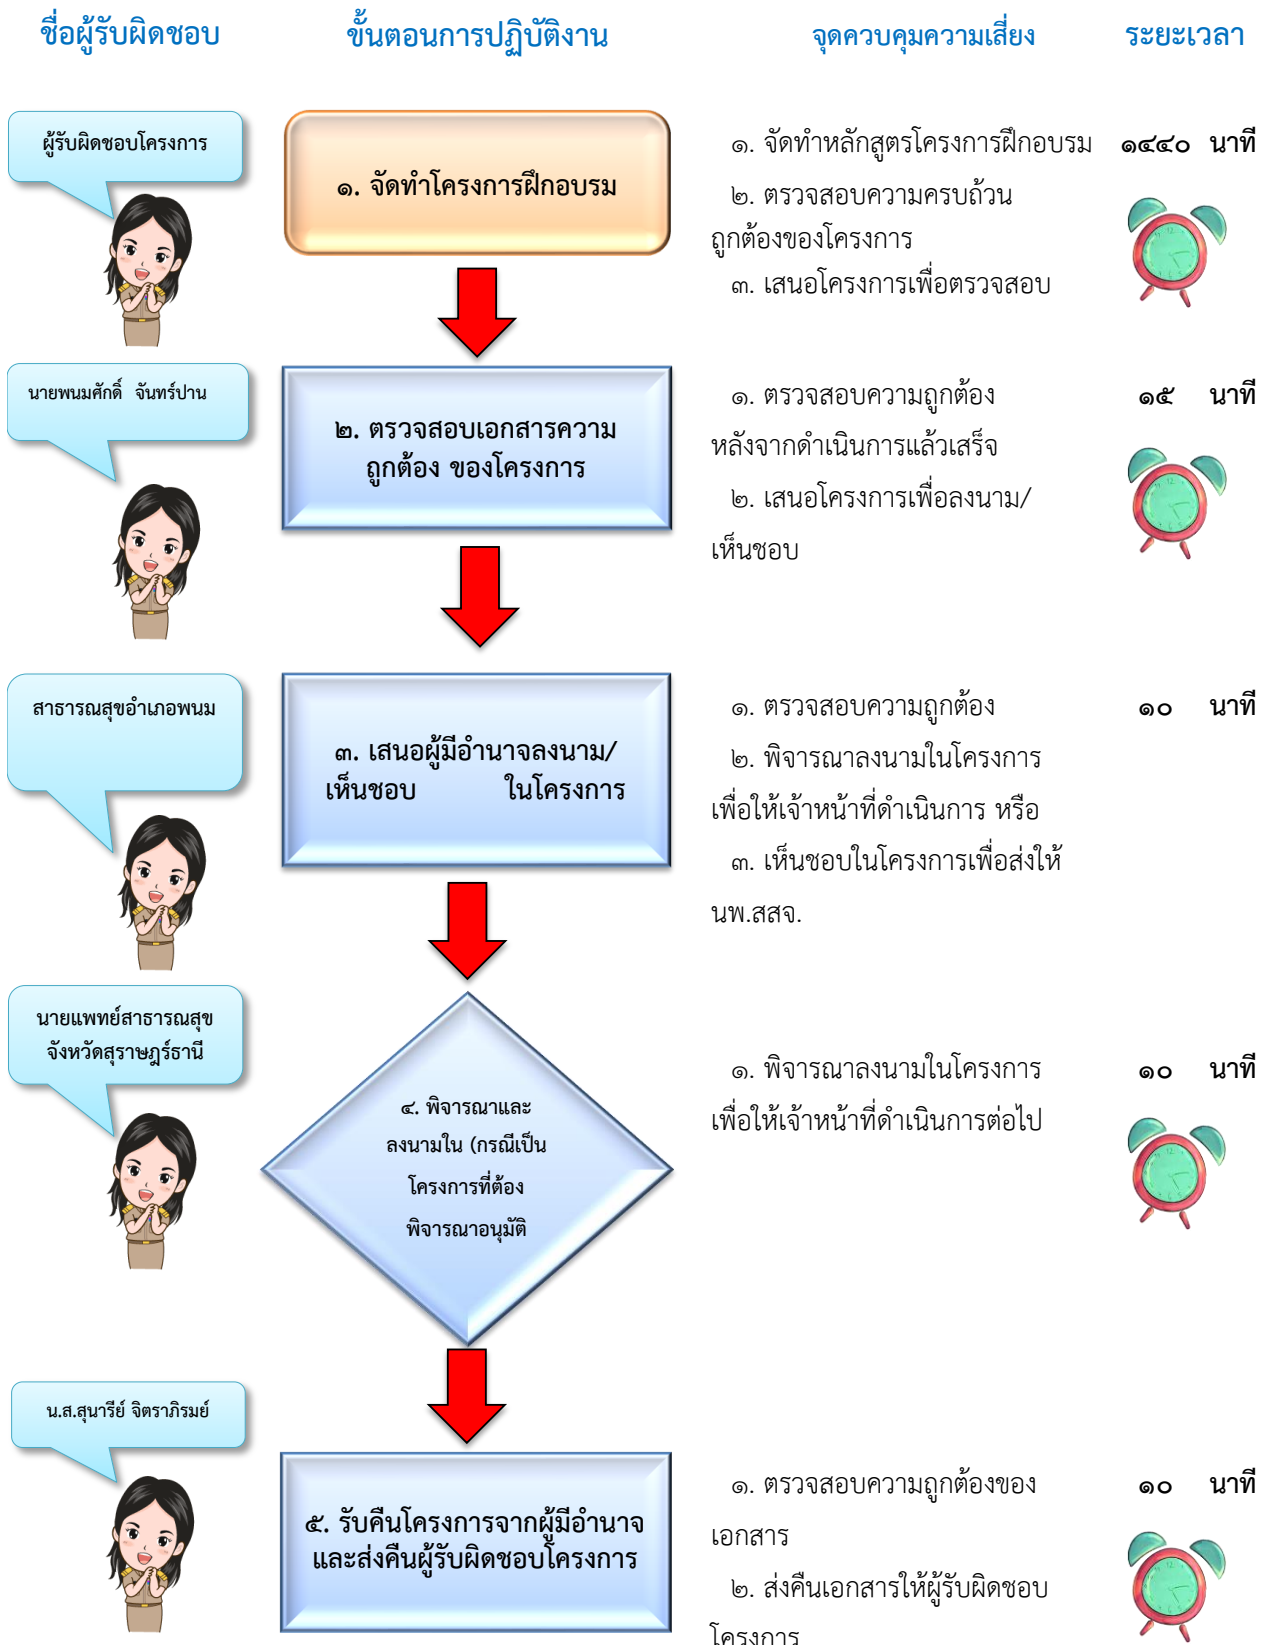 ชื่อผู้รับผิดชอบ
ขั้นตอนการปฏิบัติงาน
จุดควบคุมความเสี่ยง
ระยะเวลา
ผู้รับผิดชอบโครงการ
๑. จัดทำโครงการฝึกอบรม
๑. จัดทำหลักสูตรโครงการฝึกอบรม
๒. ตรวจสอบความครบถ้วน
ถูกต้องของโครงการ
๓. เสนอโครงการเพื่อตรวจสอบ
๑๔๔๐ นาที
นายพนมศักดิ์ จันทร์ปาน
๒. ตรวจสอบเอกสารความ
ถูกต้อง ของโครงการ
๑. ตรวจสอบความถูกต้อง
หลังจากดำเนินการแล้วเสร็จ
๒. เสนอโครงการเพื่อลงนาม/
เห็นชอบ
๑๕ นาที
สาธารณสุขอำเภอพนม
๓. เสนอผู้มีอำนาจลงนาม/
เห็นชอบ ในโครงการ
๑. ตรวจสอบความถูกต้อง
๒. พิจารณาลงนามในโครงการ
เพื่อให้เจ้าหน้าที่ดำเนินการ หรือ
๓. เห็นชอบในโครงการเพื่อส่งให้
นพ.สสจ.
๑๐ นาที
นายแพทย์สาธารณสุข
จังหวัดสุราษฎร์ธานี
๔. พิจารณาและ
ลงนามใน (กรณีเป็น
โครงการที่ต้อง
พิจารณาอนุมัติ
๑. พิจารณาลงนามในโครงการ
เพื่อให้เจ้าหน้าที่ดำเนินการต่อไป
๑๐ นาที
น.ส.สุนารีย์ จิตราภิรมย์
๕. รับคืนโครงการจากผู้มีอำนาจ
และส่งคืนผู้รับผิดชอบโครงการ
๑. ตรวจสอบความถูกต้องของ
เอกสาร
๒. ส่งคืนเอกสารให้ผู้รับผิดชอบ
โครงการ
๑๐ นาที